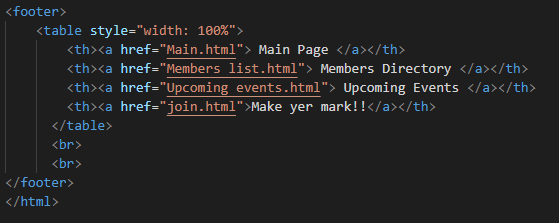 <footer>
<table style="width: 100%">
<th><a href="Main.html"> Main Page </a></th>
<th><a href="Members list.html"> Members Directory </a></th>
<th><a href="Upcoming events.html"> Upcoming Events </a></th>
<th><a href="join.html">Make yer mark!!</a></th>
</table>
<br>
<br>
</footer>
</html>